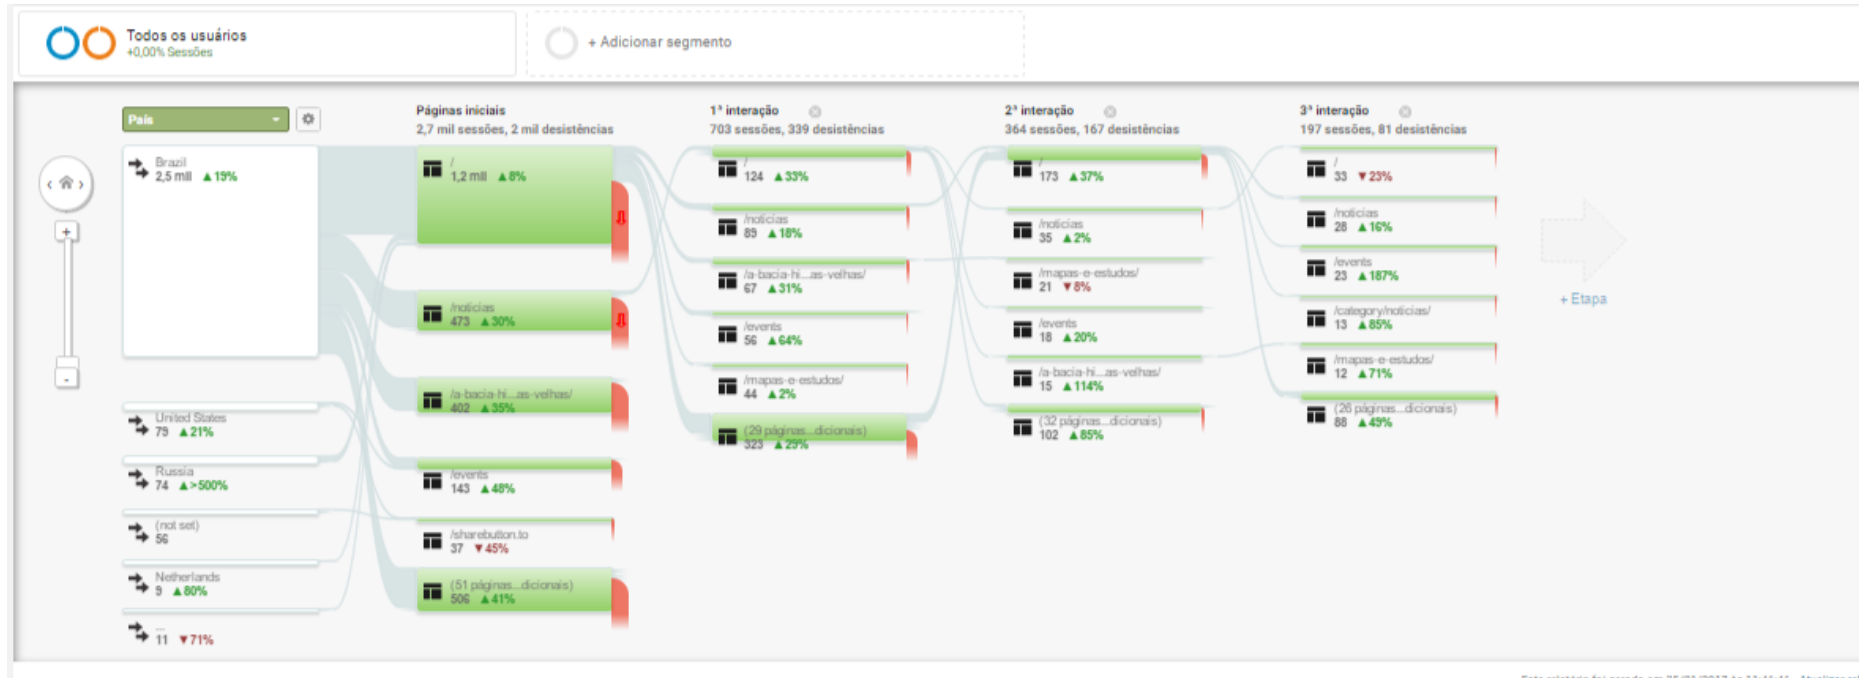 Todos os usuários
+0,00% Sessões
+ Adicionar segmento
País
Páginas iniciais
2,7 mil sessões, 2 mil desistências
1ª interação
703 sessões, 339 desistências
2ª interação
364 sessões, 167 desistências
3ª interação
197 sessões, 81 desistências
Brazil
2,5 mil ▲ 19%
United States
79 ▲ 21%
Russia
74 ▲ >500%
(not set)
56
Netherlands
9 ▲ 80%
...
11 ▼ 71%
/
1,2 mil ▲ 8%
/noticias
473 ▲ 30%
/a-bacia-hi...as-velhas/
402 ▲ 35%
/events
143 ▲ 48%
/sharebutton.to
37 ▼ 45%
(51 páginas...dicionais)
506 ▲ 41%
/
124 ▲ 33%
/noticias
89 ▲ 18%
/a-bacia-hi...as-velhas/
67 ▲ 31%
/events
56 ▲ 64%
/mapas-e-estudos/
44 ▲ 2%
(29 páginas...dicionais)
323 ▲ 29%
/
173 ▲ 37%
/noticias
35 ▲ 2%
/mapas-e-estudos/
21 ▼ 8%
/events
18 ▲ 20%
/a-bacia-hi...as-velhas/
15 ▲ 114%
(32 páginas...dicionais)
102 ▲ 85%
/
33 ▼ 23%
/noticias
28 ▲ 16%
/events
23 ▲ 187%
/category/noticias/
13 ▲ 85%
/mapas-e-estudos/
12 ▲ 71%
(26 páginas...dicionais)
88 ▲ 49%
+ Etapa